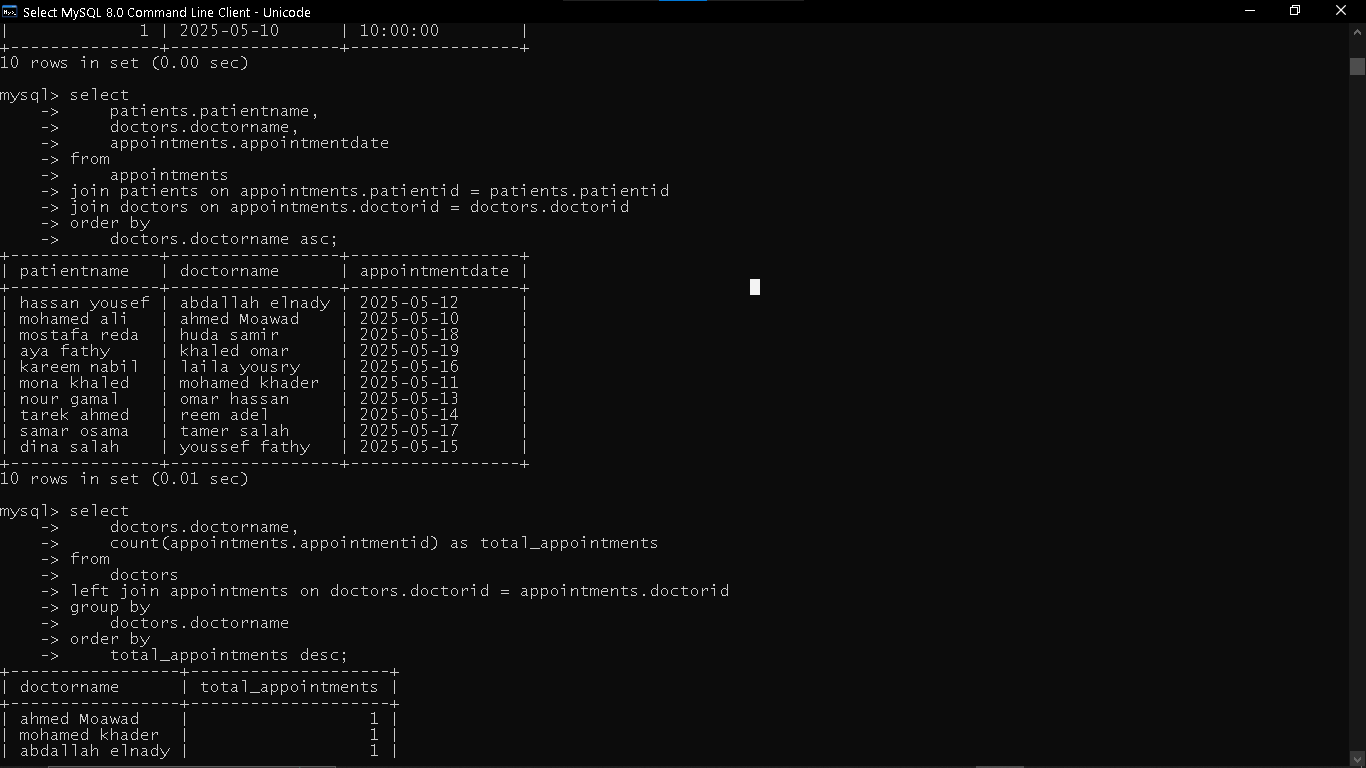 Select MySQL 8.0 Command Line Client - Unicode
|               1 | 2025-05-10      | 10:00:00        |
+---------------+-----------------+-----------------+
10 rows in set (0.00 sec)
mysql> select
    ->     patients.patientname,
    ->     doctors.doctorname,
    ->     appointments.appointmentdate
    -> from
    ->     appointments
    -> join patients on appointments.patientid = patients.patientid
    -> join doctors on appointments.doctorid = doctors.doctorid
    -> order by
    ->     doctors.doctorname asc;
+---------------+-----------------+-----------------+
| patientname   | doctorname      | appointmentdate |
+---------------+-----------------+-----------------+
| hassan yousef | abdallah elnady | 2025-05-12      |
| mohamed ali   | ahmed Moawad    | 2025-05-10      |
| mostafa reda  | huda samir      | 2025-05-18      |
| aya fathy     | khaled omar     | 2025-05-19      |
| kareem nabil  | laila yousry    | 2025-05-16      |
| mona khaled   | mohamed khader  | 2025-05-11      |
| nour gamal    | omar hassan     | 2025-05-13      |
| tarek ahmed   | reem adel       | 2025-05-14      |
| samar osama   | tamer salah     | 2025-05-17      |
| dina salah    | youssef fathy   | 2025-05-15      |
+---------------+-----------------+-----------------+
10 rows in set (0.01 sec)
mysql> select
    ->     doctors.doctorname,
    ->     count(appointments.appointmentid) as total_appointments
    -> from
    ->     doctors
    -> left join appointments on doctors.doctorid = appointments.doctorid
    -> group by
    ->     doctors.doctorname
    -> order by
    ->     total_appointments desc;
+-----------------+--------------------+
| doctorname      | total_appointments |
+-----------------+--------------------+
| ahmed Moawad    |                  1 |
| mohamed khader  |                  1 |
| abdallah elnady |                  1 |